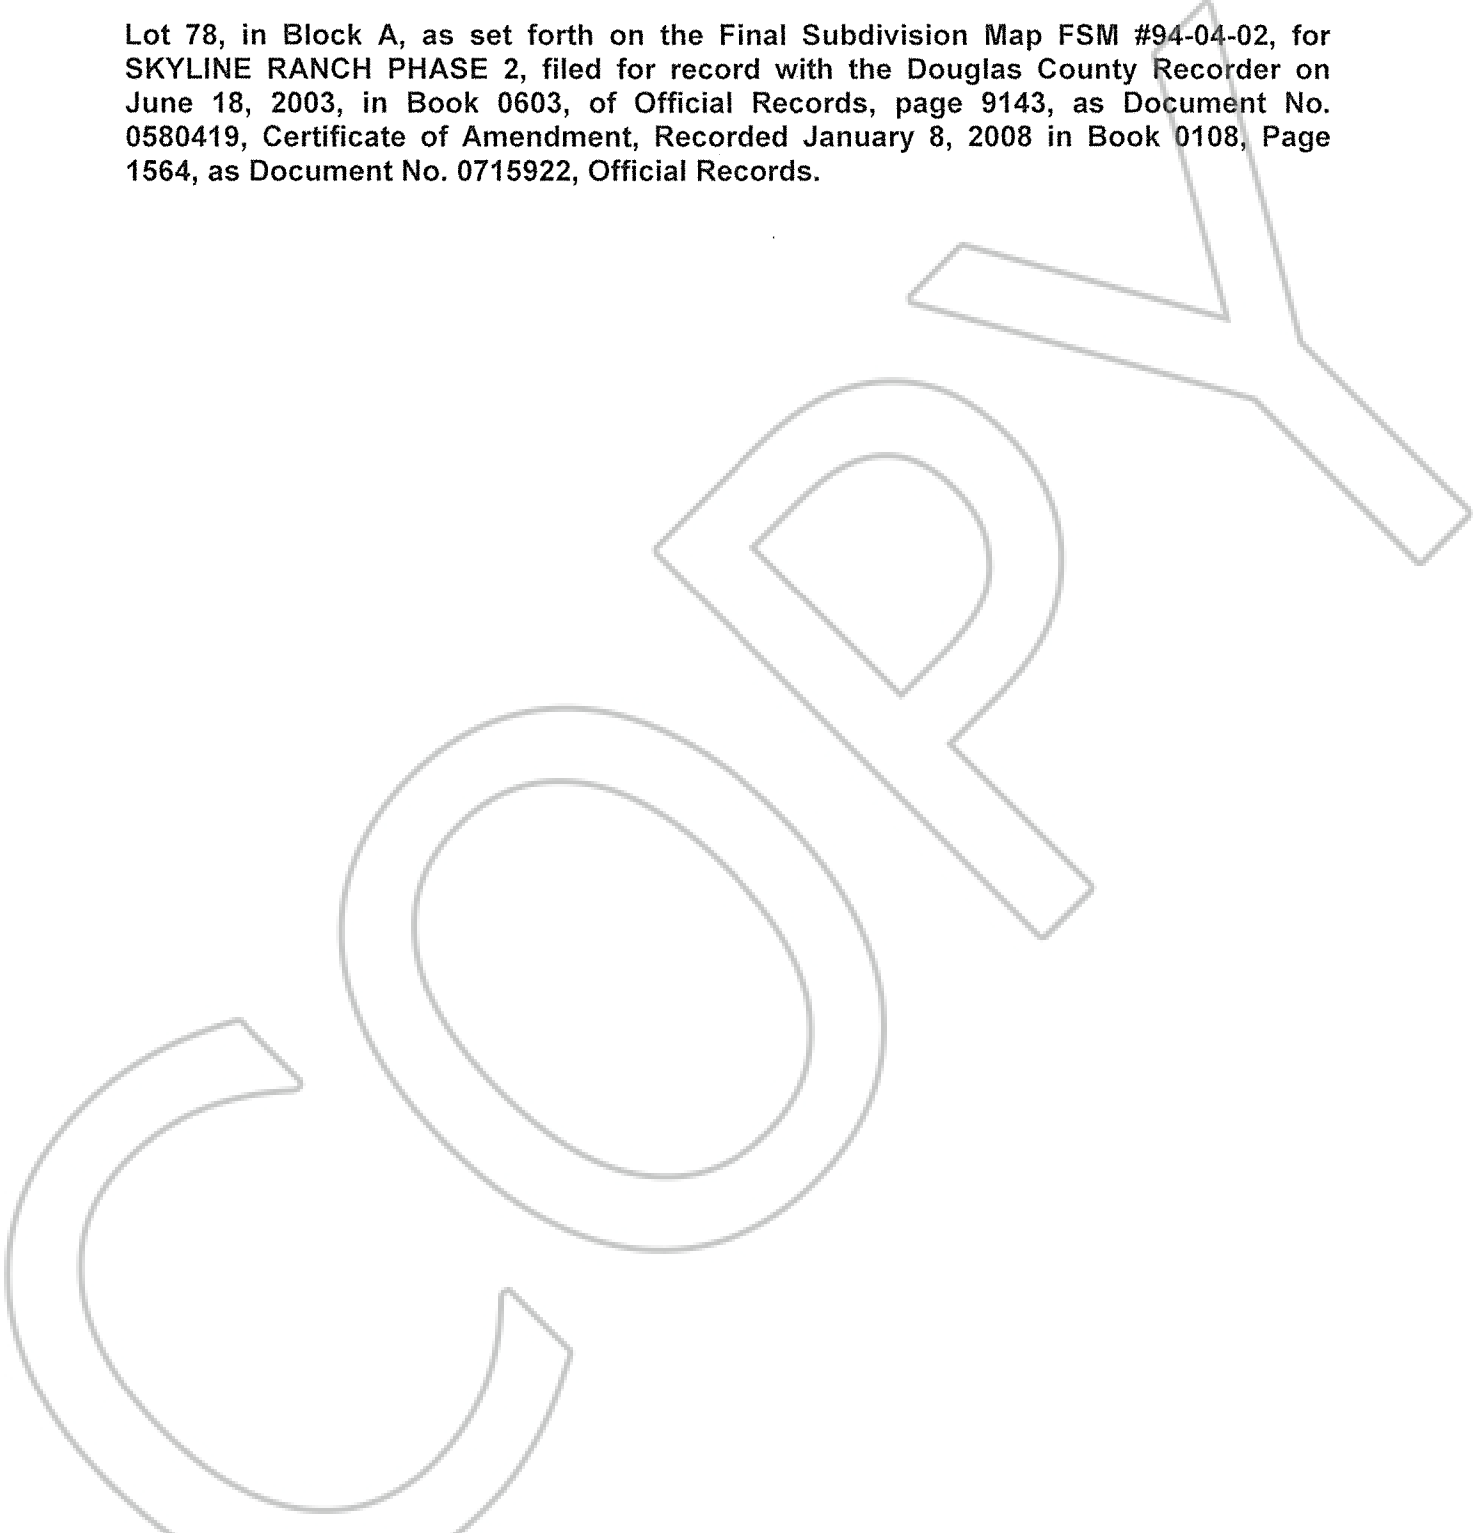 Lot 78, in Block A, as set forth on the Final Subdivision Map FSM #94-04-02, for
SKYLINE RANCH PHASE 2, filed for record with the Douglas County Recorder on
June 18, 2003, in Book 0603, of Official Records, page 9143, as Document No.
0580419, Certificate of Amendment, Recorded January 8, 2008 in Book 0108, Page
1564, as Document No. 0715922, Official Records.
COPY